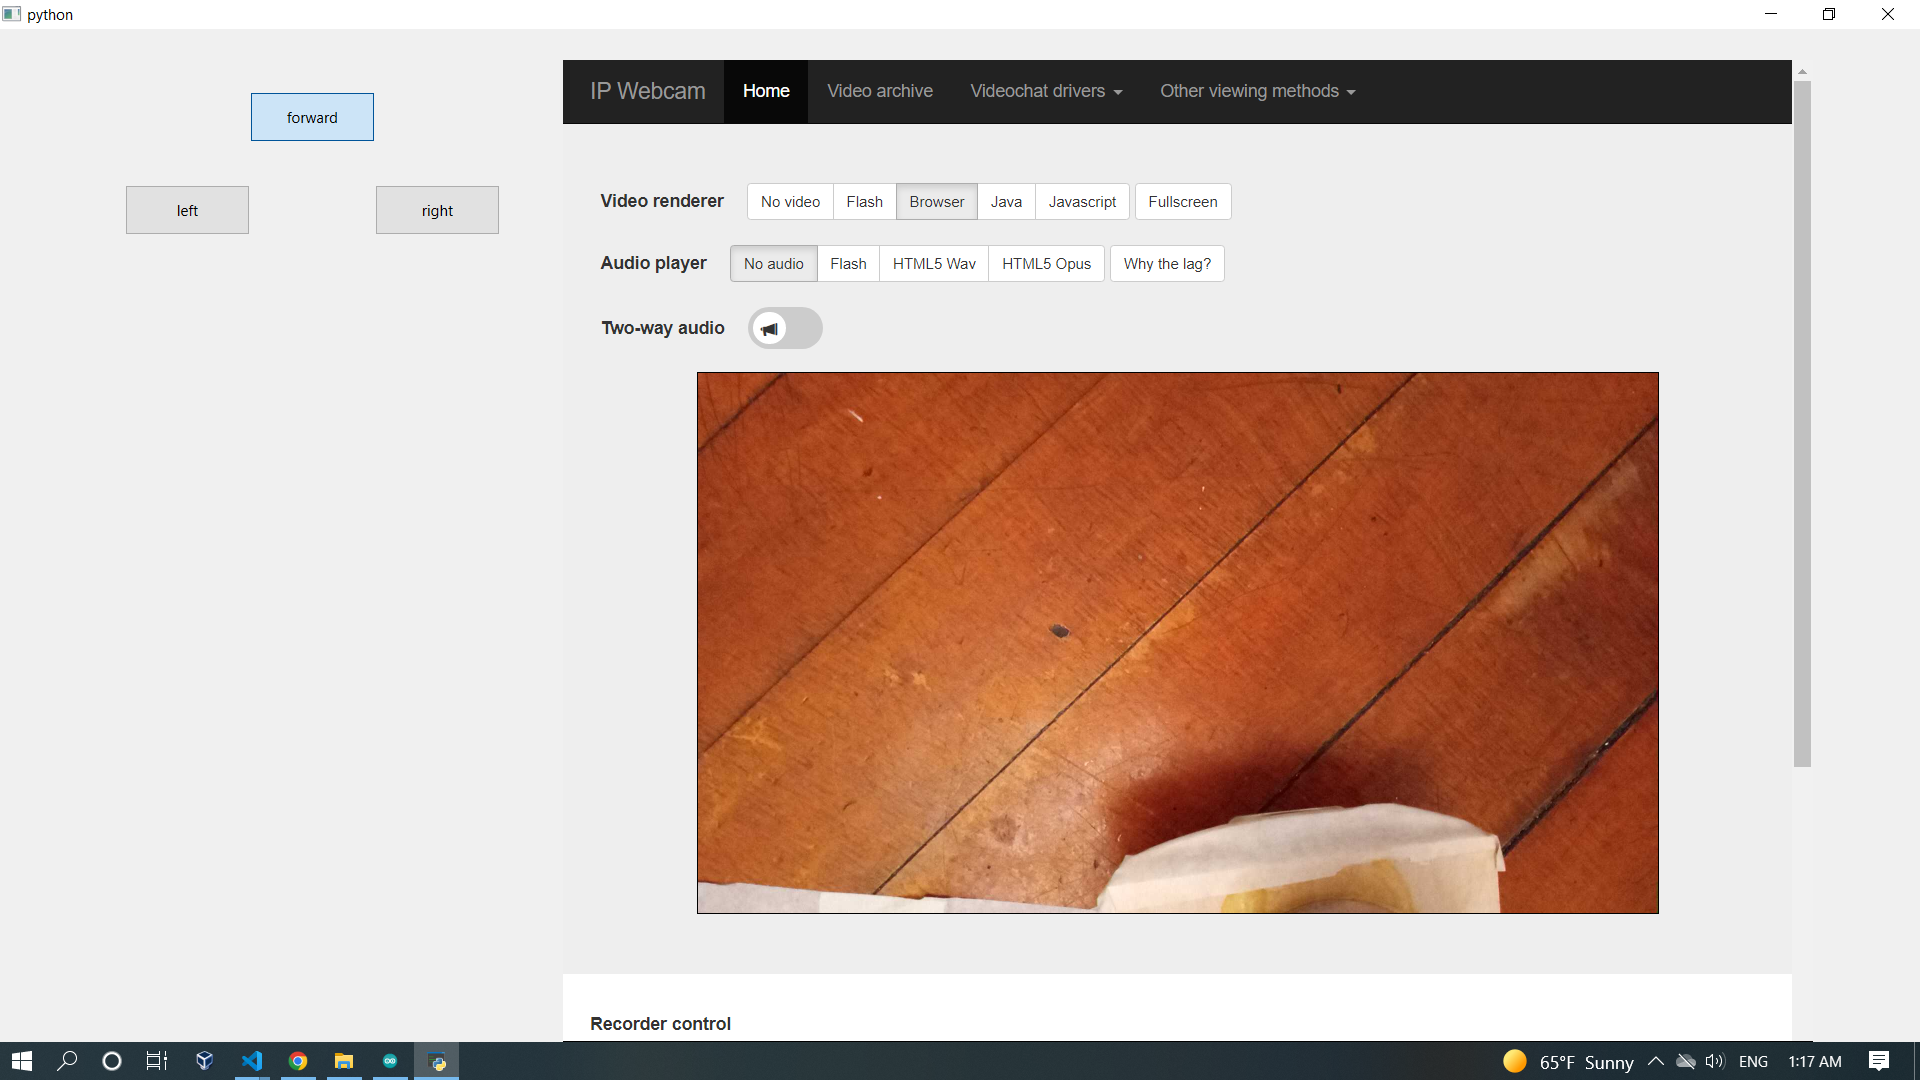 python
forward
left
right
IP Webcam Home Video archive Videochat drivers Other viewing methods
Video renderer No video Flash Browser Java Javascript Fullscreen
Audio player No audio Flash HTML5 Wav HTML5 Opus Why the lag?
Two-way audio
Recorder control
65°F Sunny ENG 1:17 AM